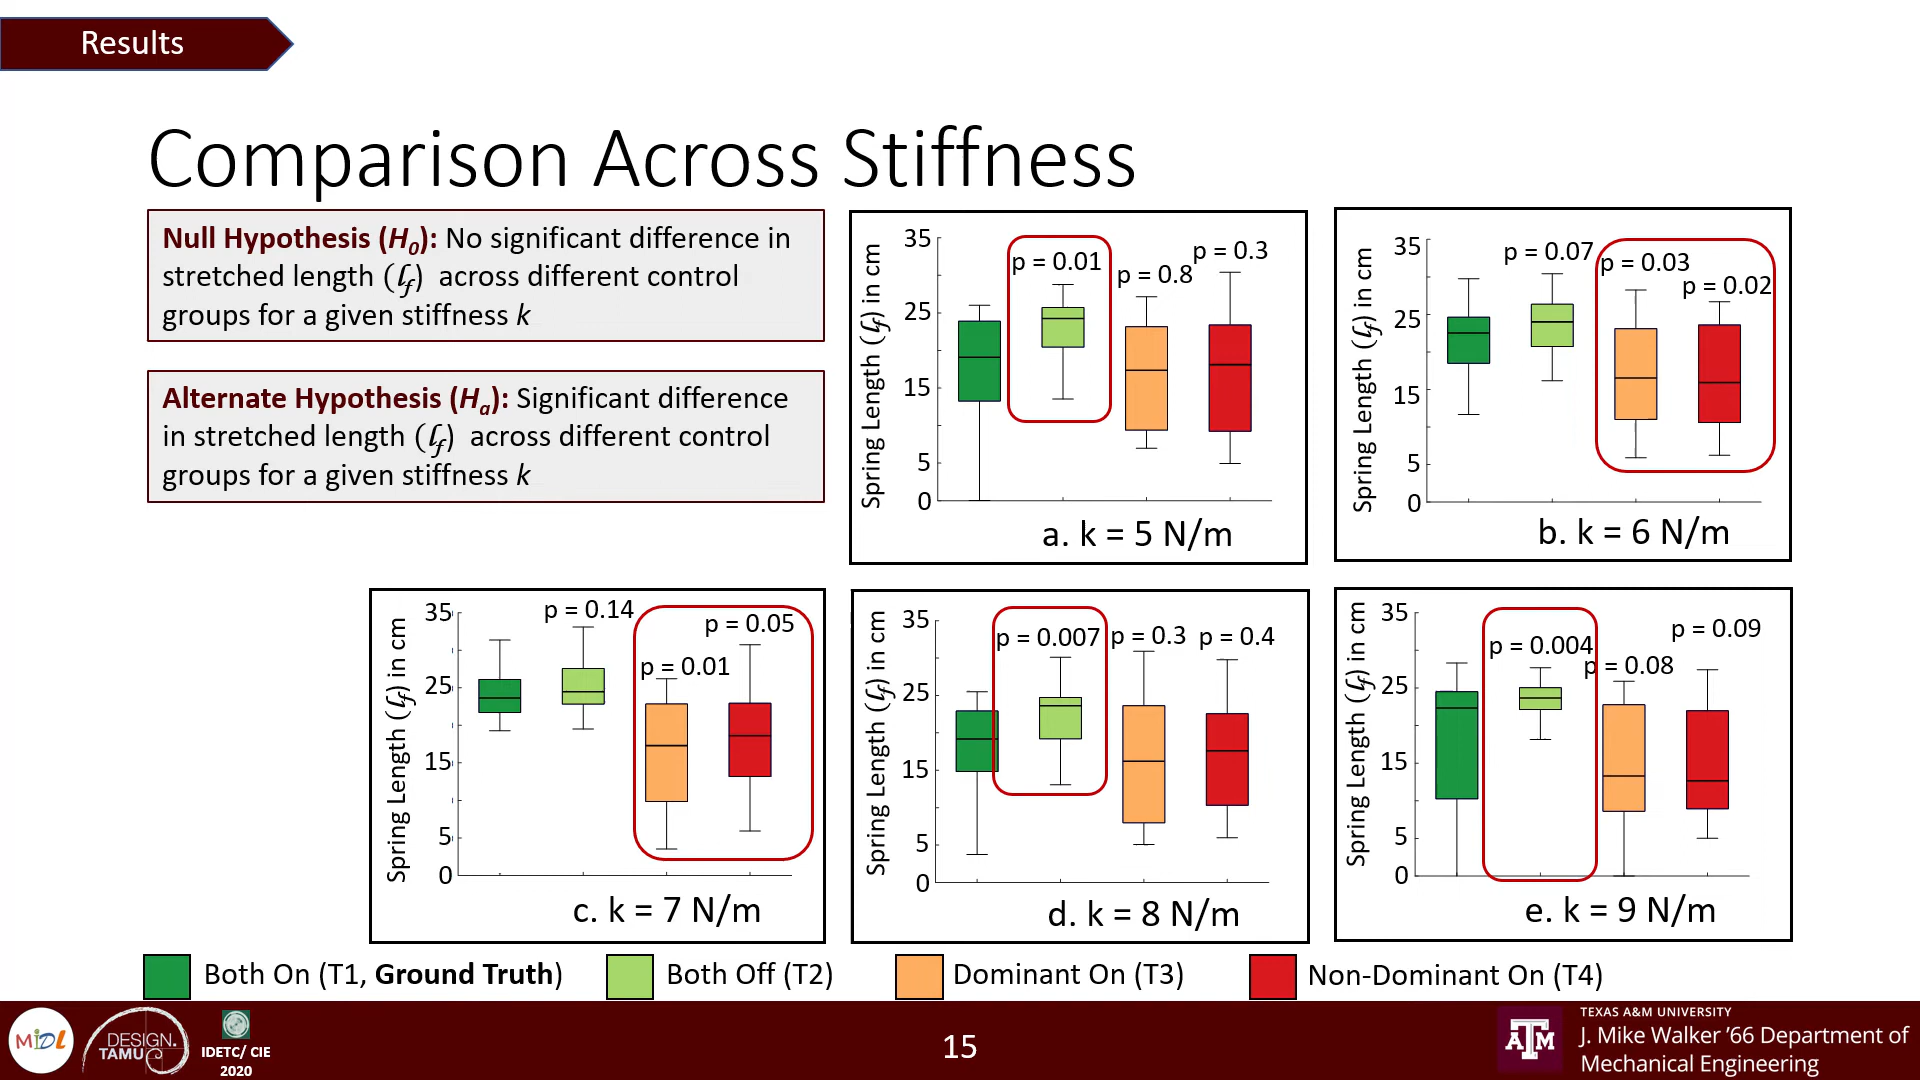 Results
Comparison Across Stiffness
Null Hypothesis (H0): No significant difference in
stretched length (lf) across different control
groups for a given stiffness k
Alternate Hypothesis (Ha): Significant difference
in stretched length (lf) across different control
groups for a given stiffness k
Spring Length (lf) in cm
35
25
15
5
0
p = 0.01
p = 0.8
p = 0.3
a. k = 5 N/m
Spring Length (lf) in cm
35
25
15
5
0
p = 0.07
p = 0.03
p = 0.02
b. k = 6 N/m
Spring Length (lf) in cm
35
25
15
5
0
p = 0.14
p = 0.01
p = 0.05
c. k = 7 N/m
Spring Length (lf) in cm
35
25
15
5
0
p = 0.007
p = 0.3
p = 0.4
d. k = 8 N/m
Spring Length (lf) in cm
35
25
15
5
0
p = 0.004
p = 0.08
p = 0.09
e. k = 9 N/m
Both On (T1, Ground Truth)
Both Off (T2)
Dominant On (T3)
Non-Dominant On (T4)
MiDL
DESIGN.
TAMU
IDETC/ CIE
2020
15
ATM
TEXAS A&M UNIVERSITY
J. Mike Walker '66 Department of
Mechanical Engineering